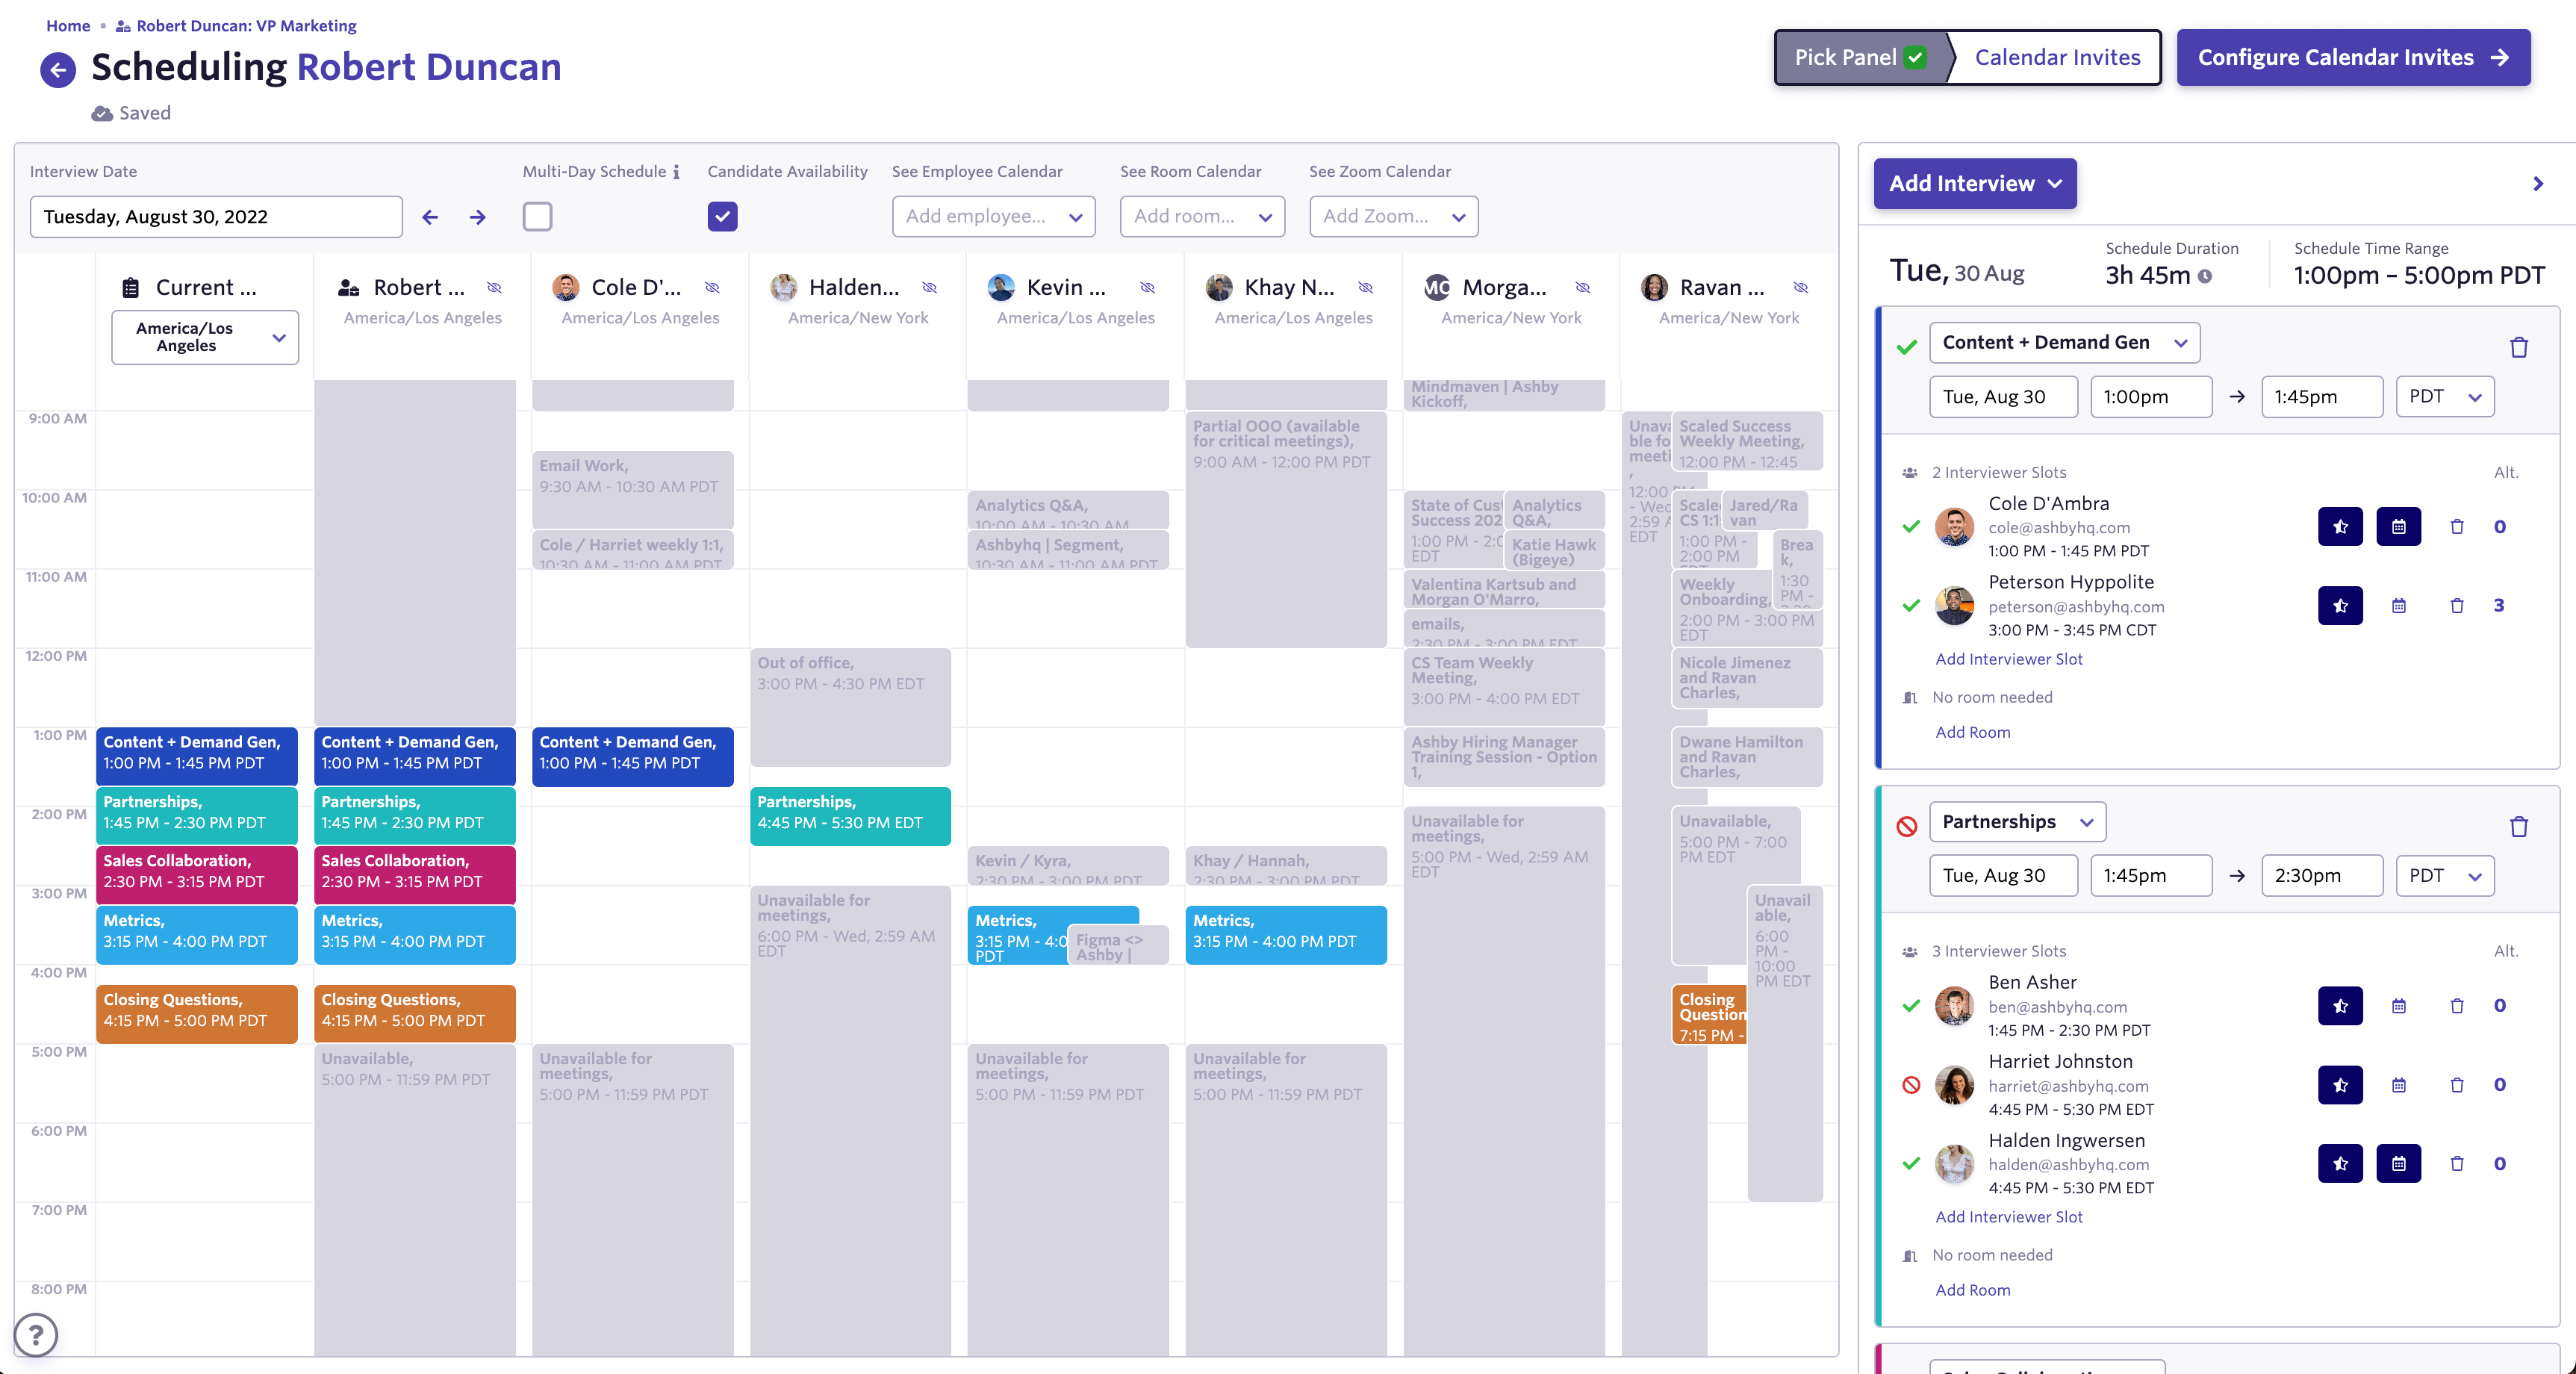 Home
Robert Duncan: VP Marketing
Scheduling Robert Duncan
Saved
Pick Panel
Calendar Invites
Configure Calendar Invites
Interview Date
Tuesday, August 30, 2022
Multi-Day Schedule
Candidate Availability
See Employee Calendar
Add employee...
See Room Calendar
Add room...
See Zoom Calendar
Add Zoom...
Current ...
America/Los
Angeles
Robert ...
America/Los Angeles
Cole D'...
America/Los Angeles
Halden...
America/New York
Kevin ...
America/Los Angeles
Khay N...
America/Los Angeles
MO
Morga...
America/New York
Ravan ...
America/New York
9:00 AM
10:00 AM
11:00 AM
12:00 PM
1:00 PM
2:00 PM
3:00 PM
4:00 PM
5:00 PM
6:00 PM
7:00 PM
8:00 PM
Content + Demand Gen,
1:00 PM - 1:45 PM PDT
Partnerships,
1:45 PM - 2:30 PM PDT
Sales Collaboration,
2:30 PM - 3:15 PM PDT
Metrics,
3:15 PM - 4:00 PM PDT
Closing Questions,
4:15 PM - 5:00 PM PDT
Content + Demand Gen,
1:00 PM - 1:45 PM PDT
Partnerships,
1:45 PM - 2:30 PM PDT
Sales Collaboration,
2:30 PM - 3:15 PM PDT
Metrics,
3:15 PM - 4:00 PM PDT
Closing Questions,
4:15 PM - 5:00 PM PDT
Unavailable,
5:00 PM - 11:59 PM PDT
Email Work,
9:30 AM - 10:30 AM PDT
Cole / Harriet weekly 1:1,
10:30 AM - 11:00 AM PDT
Content + Demand Gen,
1:00 PM - 1:45 PM PDT
Unavailable for
meetings,
5:00 PM - 11:59 PM PDT
Out of office,
3:00 PM - 4:30 PM EDT
Partnerships,
4:45 PM - 5:30 PM EDT
Unavailable for
meetings,
6:00 PM - Wed, 2:59 AM
EDT
Analytics Q&A,
10:00 AM - 10:30 AM
Ashbyhq | Segment,
10:30 AM - 11:00 AM PDT
Kevin / Kyra,
2:30 PM - 3:00 PM PDT
Metrics,
3:15 PM - 4:0
PDT
Figma <>
Ashby |
Unavailable for
meetings,
5:00 PM - 11:59 PM PDT
Partial OOO (available
for critical meetings),
9:00 AM - 12:00 PM PDT
Khay / Hannah,
2:30 PM - 3:00 PM PDT
Metrics,
3:15 PM - 4:00 PM PDT
Unavailable for
meetings,
5:00 PM - 11:59 PM PDT
Mindmaven | Ashby
Kickoff,
State of Cust
Success 202
1:00 PM - 2:0
EDT
Analytics
Q&A,
Katie Hawk
(Bigeye)
Valentina Kartsub and
Morgan O'Marro,
emails,
2:30 PM - 3:00 PM EDT
CS Team Weekly
Meeting,
3:00 PM - 4:00 PM EDT
Ashby Hiring Manager
Training Session - Option
1,
Unavailable for
meetings,
5:00 PM - Wed, 2:59 AM
EDT
Unava
ble fo
meeti
,
12:00 PM
- Wed
2:59 A
EDT
Scaled Success
Weekly Meeting,
12:00 PM - 12:45
Scale
CS 1:1
1:00 PM -
2:00 PM
EDT
Jared/Ra
van
Brea
k,
1:30
PM -
Weekly
Onboarding,
2:00 PM - 3:00 PM
EDT
Nicole Jimenez
and Ravan
Charles,
Dwane Hamilton
and Ravan
Charles,
Unavailable,
5:00 PM - 7:00
PM EDT
Unavail
able,
6:00
PM -
10:00
PM EDT
Closing
Question
7:15 PM -
?
Add Interview
Tue, 30 Aug
Schedule Duration
3h 45m
Schedule Time Range
1:00pm – 5:00pm PDT
Content + Demand Gen
Tue, Aug 30
1:00pm
1:45pm
PDT
2 Interviewer Slots
Alt.
Cole D'Ambra
cole@ashbyhq.com
1:00 PM - 1:45 PM PDT
0
Peterson Hyppolite
peterson@ashbyhq.com
3:00 PM - 3:45 PM CDT
3
Add Interviewer Slot
No room needed
Add Room
Partnerships
Tue, Aug 30
1:45pm
2:30pm
PDT
3 Interviewer Slots
Alt.
Ben Asher
ben@ashbyhq.com
1:45 PM - 2:30 PM PDT
0
Harriet Johnston
harriet@ashbyhq.com
4:45 PM - 5:30 PM EDT
0
Halden Ingwersen
halden@ashbyhq.com
4:45 PM - 5:30 PM EDT
0
Add Interviewer Slot
No room needed
Add Room